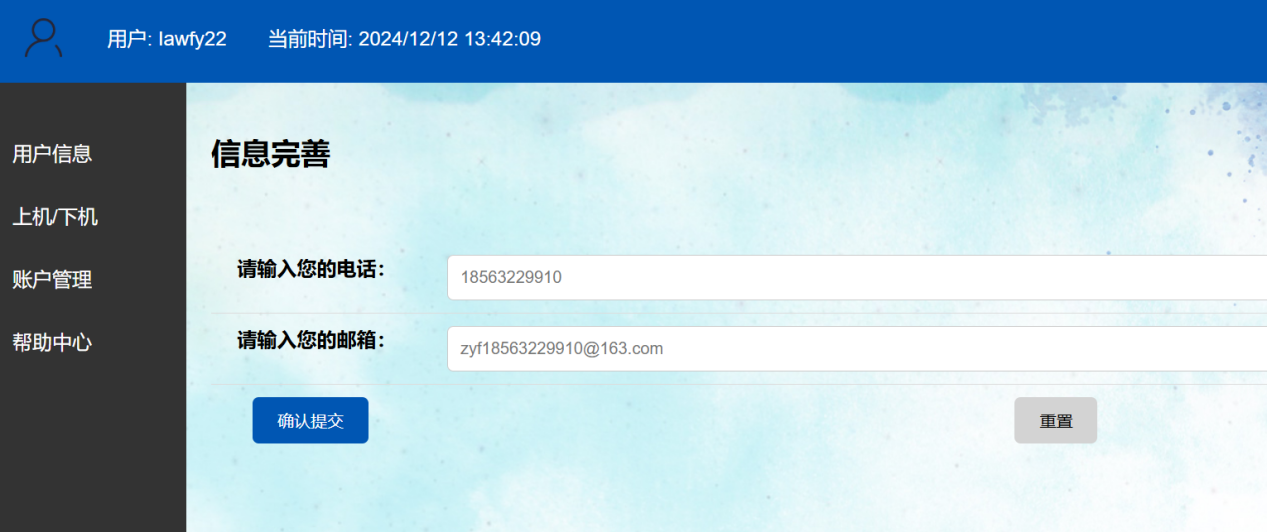 用户: lawfy22 当前时间: 2024/12/12 13:42:09
用户信息
上机/下机
账户管理
帮助中心
信息完善
请输入您的电话： 18563229910
请输入您的邮箱： zyf18563229910@163.com
确认提交 重置